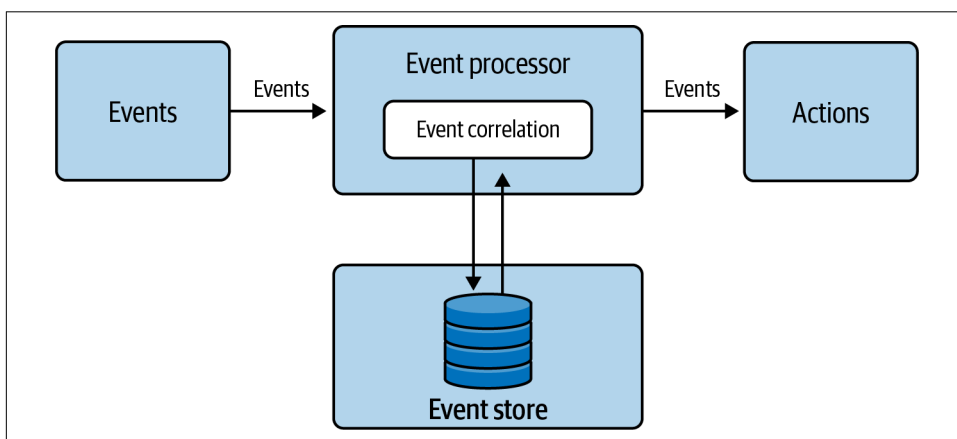 Events
Events
Event processor
Event correlation
Events
Actions
Event store